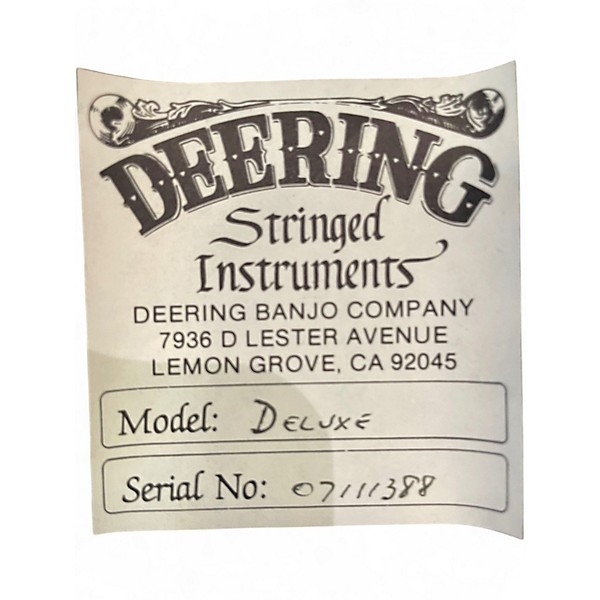 DEERING
Stringed
Instruments
DEERING BANJO COMPANY
7936 D LESTER AVENUE
LEMON GROVE, CA 92045
Model: DELUXE
Serial No: 07111388